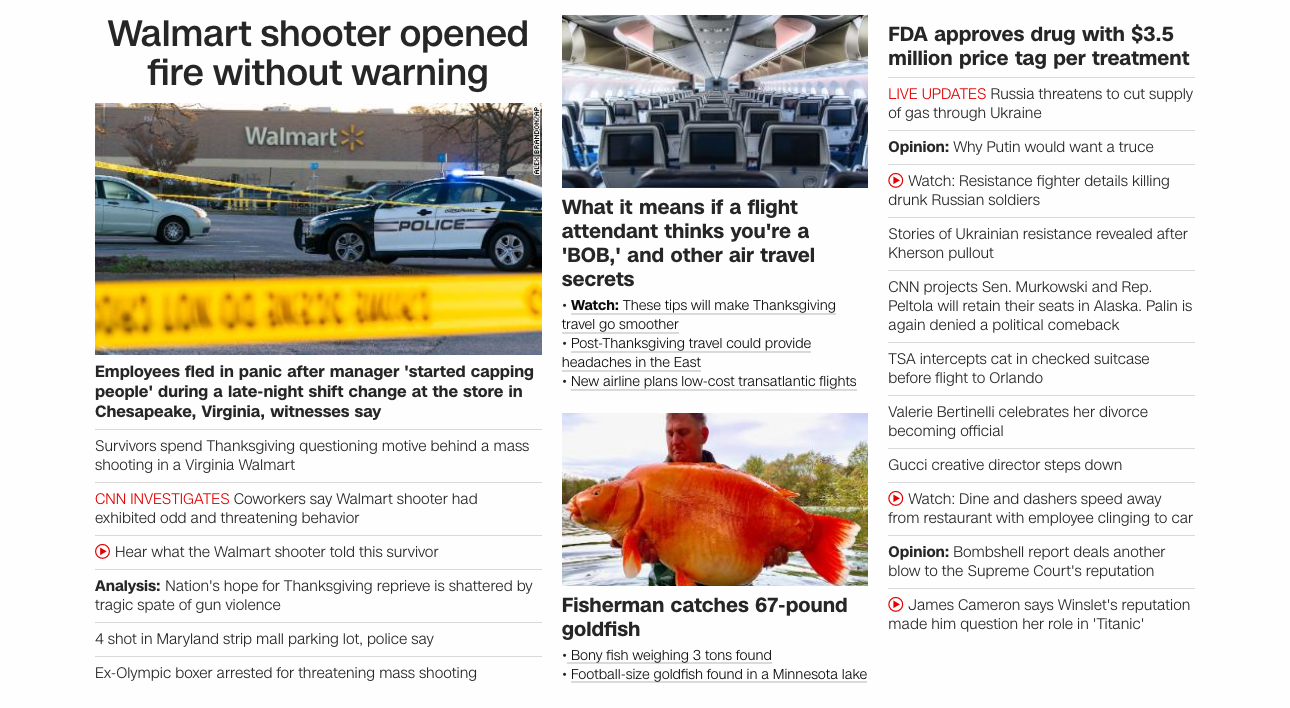 Walmart shooter opened
fire without warning
Walmart
ALEX BRANDON/AP
POLICE
Employees fled in panic after manager 'started capping
people' during a late-night shift change at the store in
Chesapeake, Virginia, witnesses say
Survivors spend Thanksgiving questioning motive behind a mass
shooting in a Virginia Walmart
CNN INVESTIGATES Coworkers say Walmart shooter had
exhibited odd and threatening behavior
Hear what the Walmart shooter told this survivor
Analysis: Nation's hope for Thanksgiving reprieve is shattered by
tragic spate of gun violence
4 shot in Maryland strip mall parking lot, police say
Ex-Olympic boxer arrested for threatening mass shooting
What it means if a flight
attendant thinks you're a
'BOB,' and other air travel
secrets
• Watch: These tips will make Thanksgiving
travel go smoother
• Post-Thanksgiving travel could provide
headaches in the East
• New airline plans low-cost transatlantic flights
Fisherman catches 67-pound
goldfish
• Bony fish weighing 3 tons found
• Football-size goldfish found in a Minnesota lake
FDA approves drug with $3.5
million price tag per treatment
LIVE UPDATES Russia threatens to cut supply
of gas through Ukraine
Opinion: Why Putin would want a truce
Watch: Resistance fighter details killing
drunk Russian soldiers
Stories of Ukrainian resistance revealed after
Kherson pullout
CNN projects Sen. Murkowski and Rep.
Peltola will retain their seats in Alaska. Palin is
again denied a political comeback
TSA intercepts cat in checked suitcase
before flight to Orlando
Valerie Bertinelli celebrates her divorce
becoming official
Gucci creative director steps down
Watch: Dine and dashers speed away
from restaurant with employee clinging to car
Opinion: Bombshell report deals another
blow to the Supreme Court's reputation
James Cameron says Winslet's reputation
made him question her role in 'Titanic'